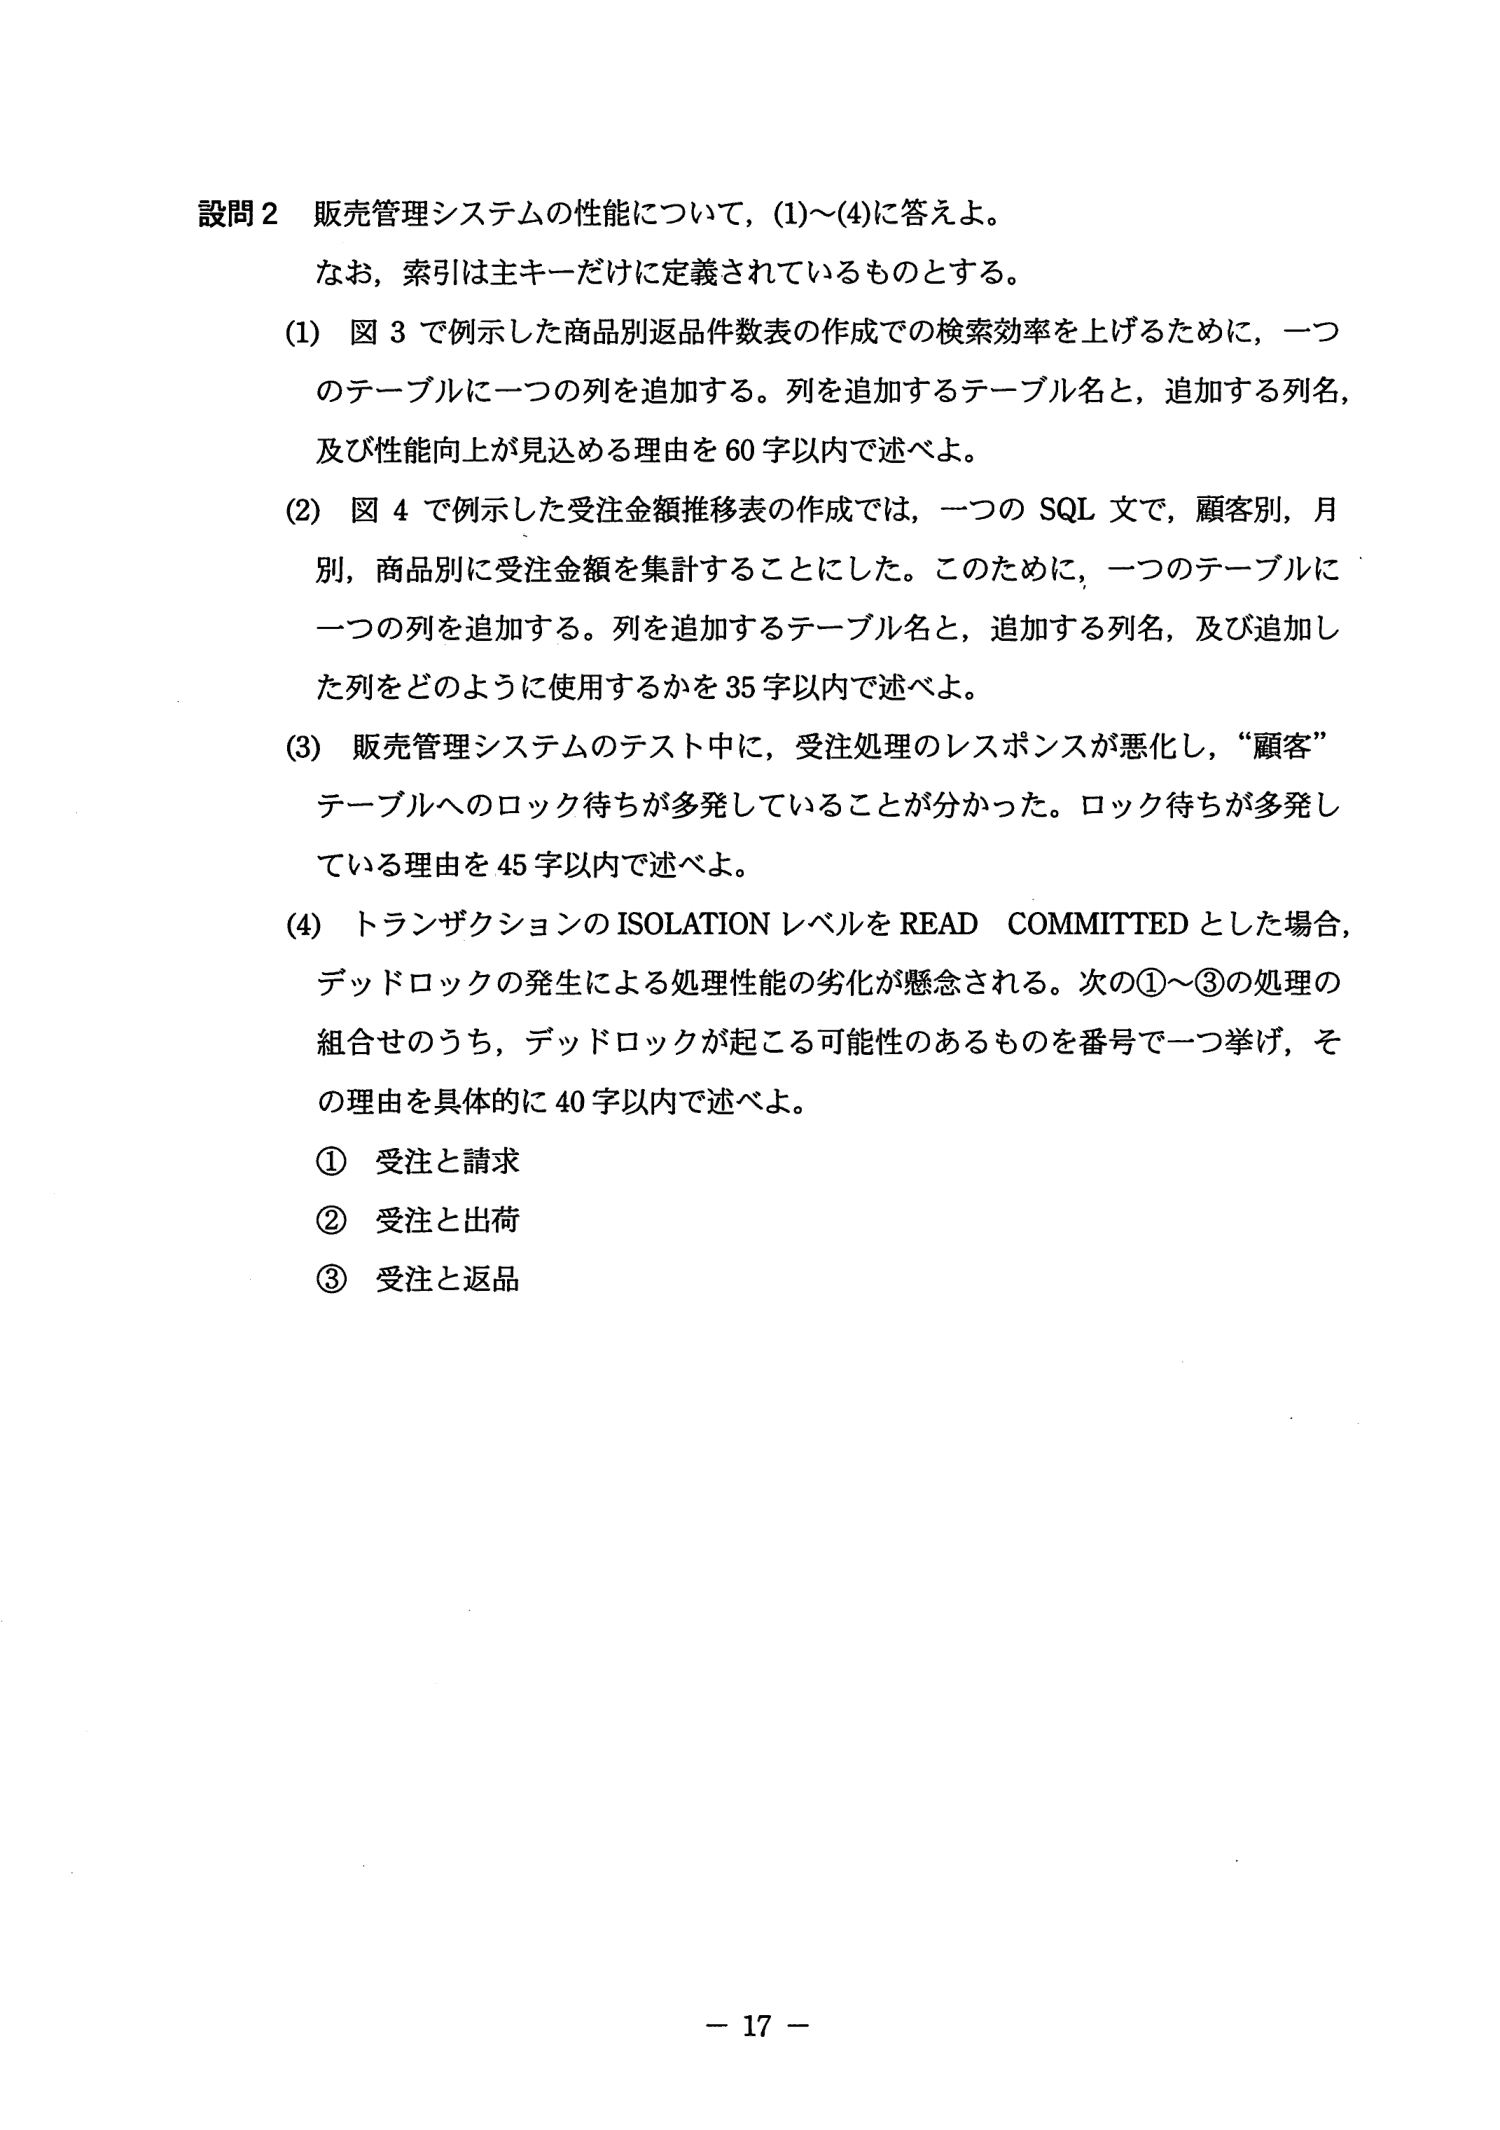 設問2 販売管理システムの性能について，(1)～(4)に答えよ。
なお，索引は主キーだけに定義されているものとする。
(1) 図 3 で例示した商品別返品件数表の作成での検索効率を上げるために，一つ
のテーブルに一つの列を追加する。列を追加するテーブル名と，追加する列名，
及び性能向上が見込める理由を 60 字以内で述べよ。
(2) 図 4 で例示した受注金額推移表の作成では，一つの SQL 文で，顧客別，月
別，商品別に受注金額を集計することにした。このために，一つのテーブルに
一つの列を追加する。列を追加するテーブル名と，追加する列名，及び追加し
た列をどのように使用するかを 35 字以内で述べよ。
(3) 販売管理システムのテスト中に，受注処理のレスポンスが悪化し，“顧客”
テーブルへのロック待ちが多発していることが分かった。ロック待ちが多発し
ている理由を 45 字以内で述べよ。
(4) トランザクションの ISOLATION レベルを READ COMMITTED とした場合，
デッドロックの発生による処理性能の劣化が懸念される。次の①～③の処理の
組合せのうち，デッドロックが起こる可能性のあるものを番号で一つ挙げ，そ
の理由を具体的に 40 字以内で述べよ。
① 受注と請求
② 受注と出荷
③ 受注と返品
－ 17 －